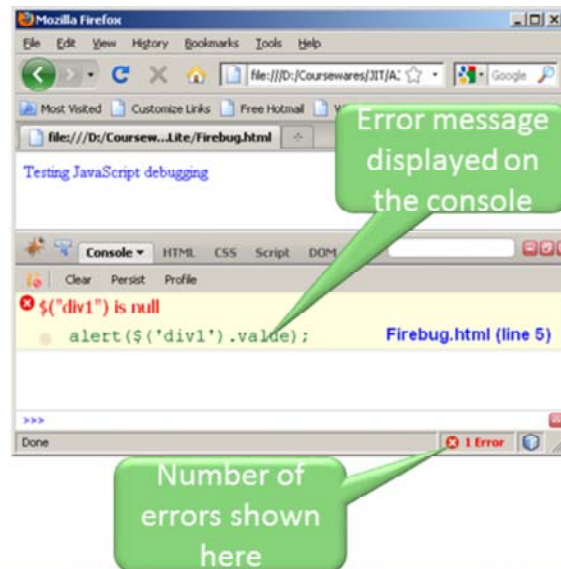 Mozilla Firefox
File Edit View History Bookmarks Tools Help
file:///D:/Coursewares/JIT/A. Google
Most Visited Customize Links Free Hotmail
file:///D:/Coursew...Lite/Firebug.html
Error message
displayed on
the console
Testing JavaScript debugging
Console HTML CSS Script DOM
Clear Persist Profile
$("div1") is null
alert($('div1').value); Firebug.html (line 5)
>>>
Done 1 Error
Number of
errors shown
here